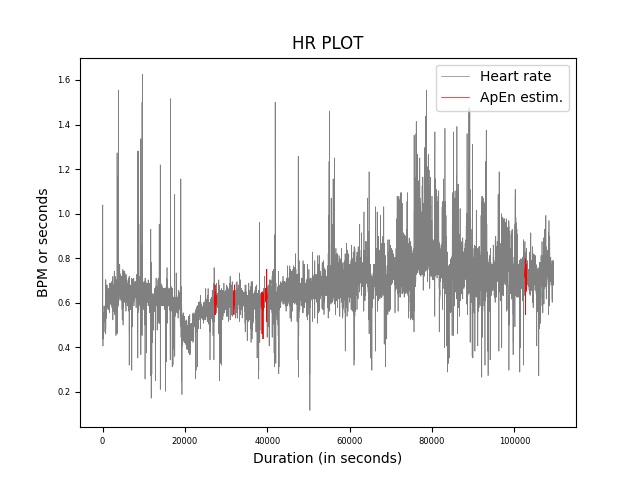 HR PLOT
Heart rate
ApEn estim.
BPM or seconds
1.6
1.4
1.2
1.0
0.8
0.6
0.4
0.2
0 20000 40000 60000 80000 100000
Duration (in seconds)